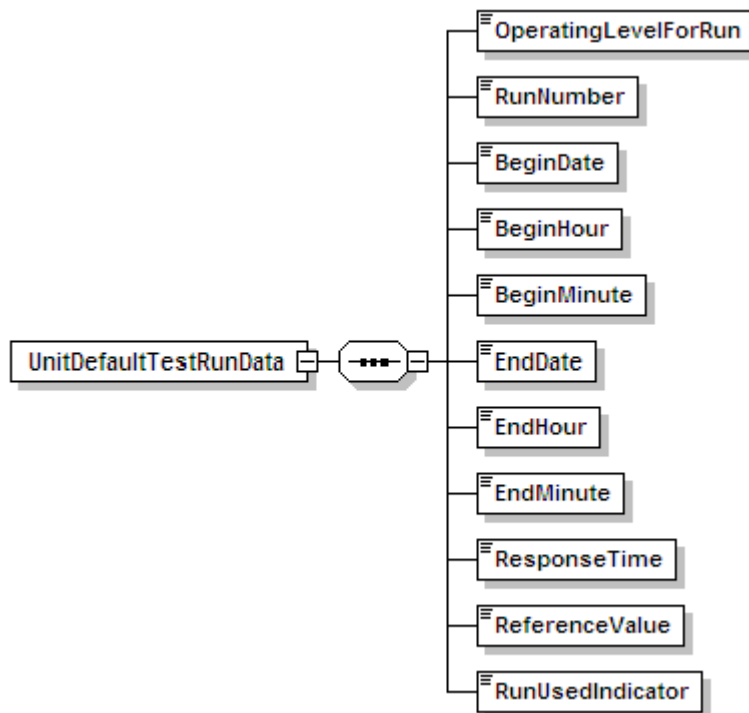 OperatingLevelForRun
RunNumber
BeginDate
BeginHour
BeginMinute
UnitDefaultTestRunData
EndDate
EndHour
EndMinute
ResponseTime
ReferenceValue
RunUsedIndicator